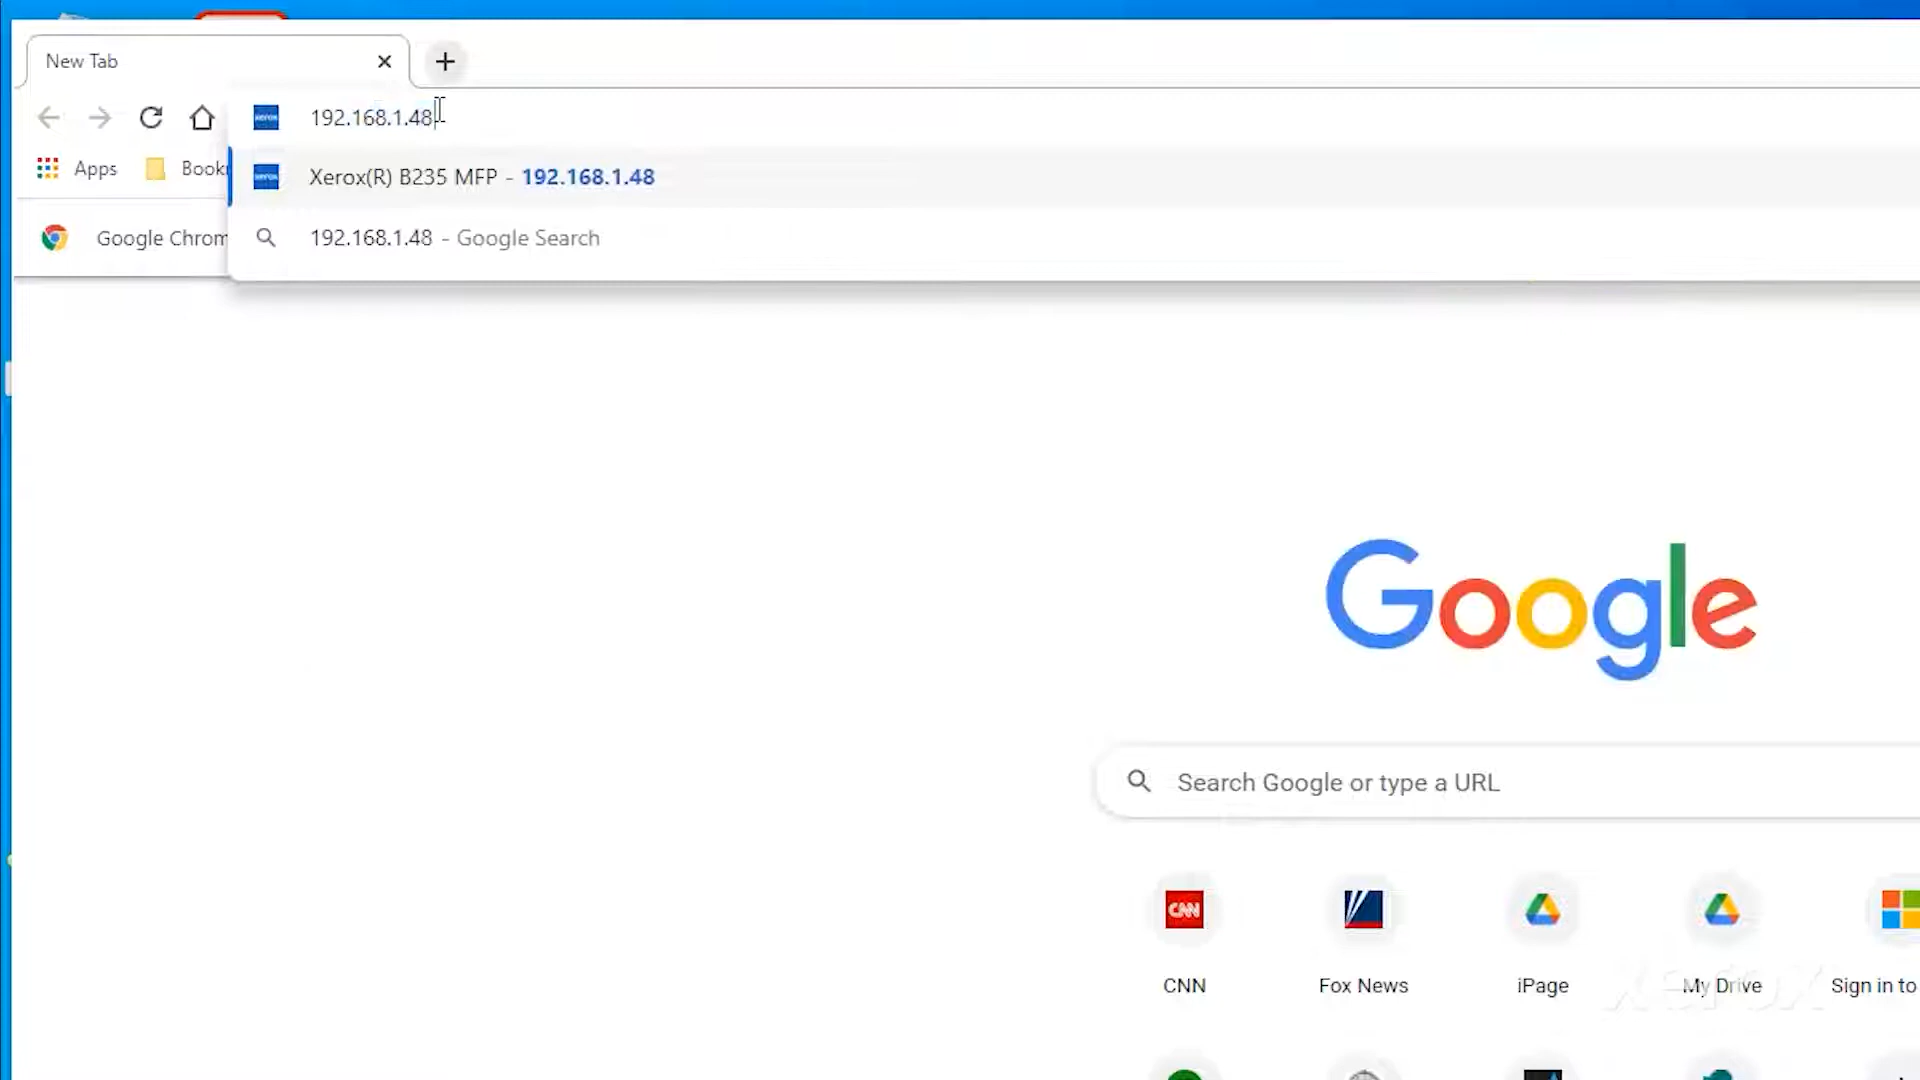 New Tab
192.168.1.48
Apps Book
Xerox(R) B235 MFP - 192.168.1.48
Google Chrom
192.168.1.48 - Google Search
Google
Search Google or type a URL
CNN
CNN Fox News iPage My Drive Sign in to
xerox